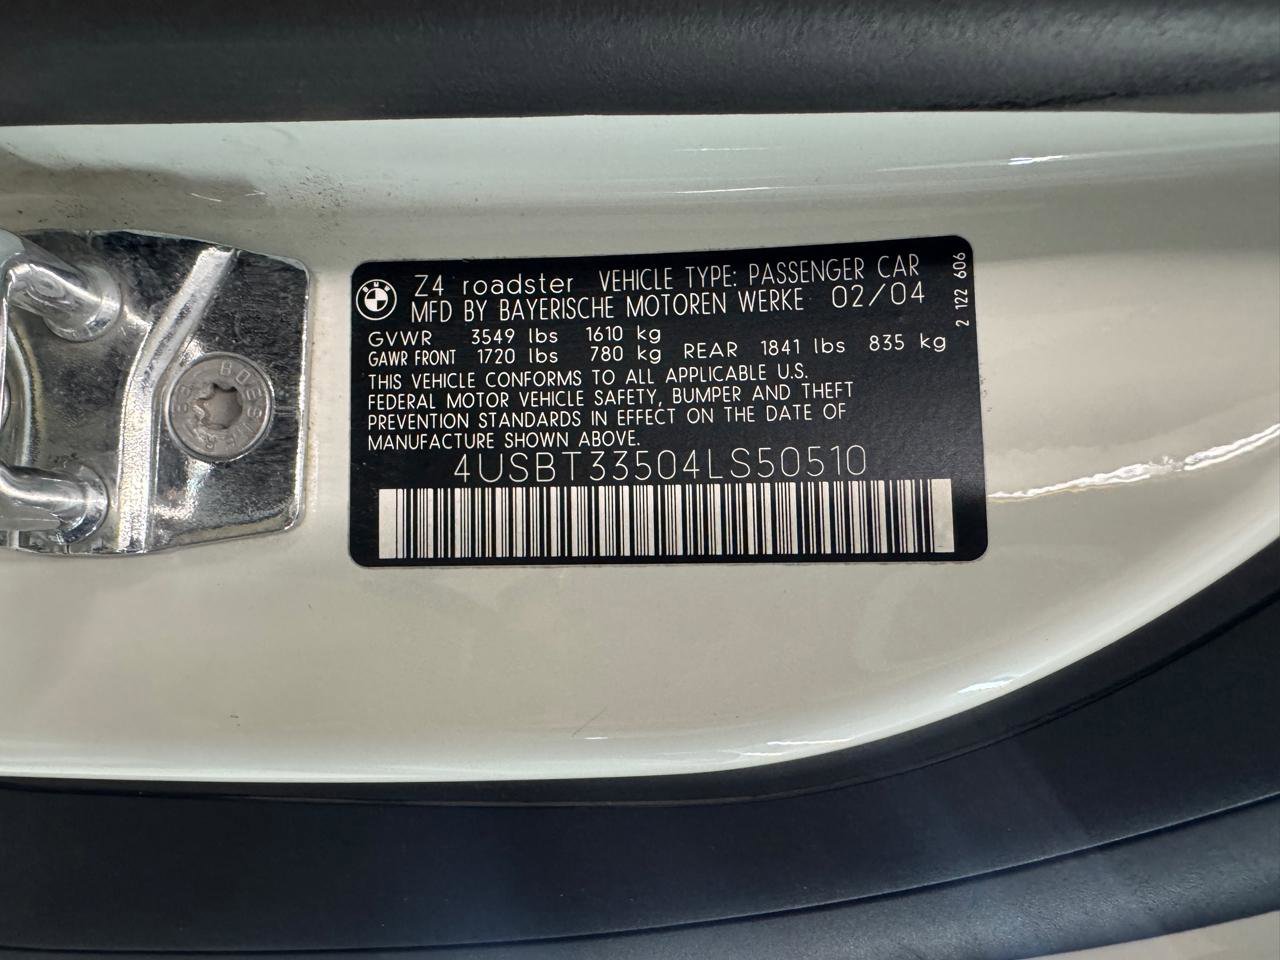 BMW
Z4 roadster VEHICLE TYPE: PASSENGER CAR
MFD BY BAYERISCHE MOTOREN WERKE 02/04
GVWR 3549 lbs 1610 kg
GAWR FRONT 1720 lbs 780 kg REAR 1841 lbs 835 kg
THIS VEHICLE CONFORMS TO ALL APPLICABLE U.S.
FEDERAL MOTOR VEHICLE SAFETY, BUMPER AND THEFT
PREVENTION STANDARDS IN EFFECT ON THE DATE OF
MANUFACTURE SHOWN ABOVE.
4USBT33504LS50510
2 122 606